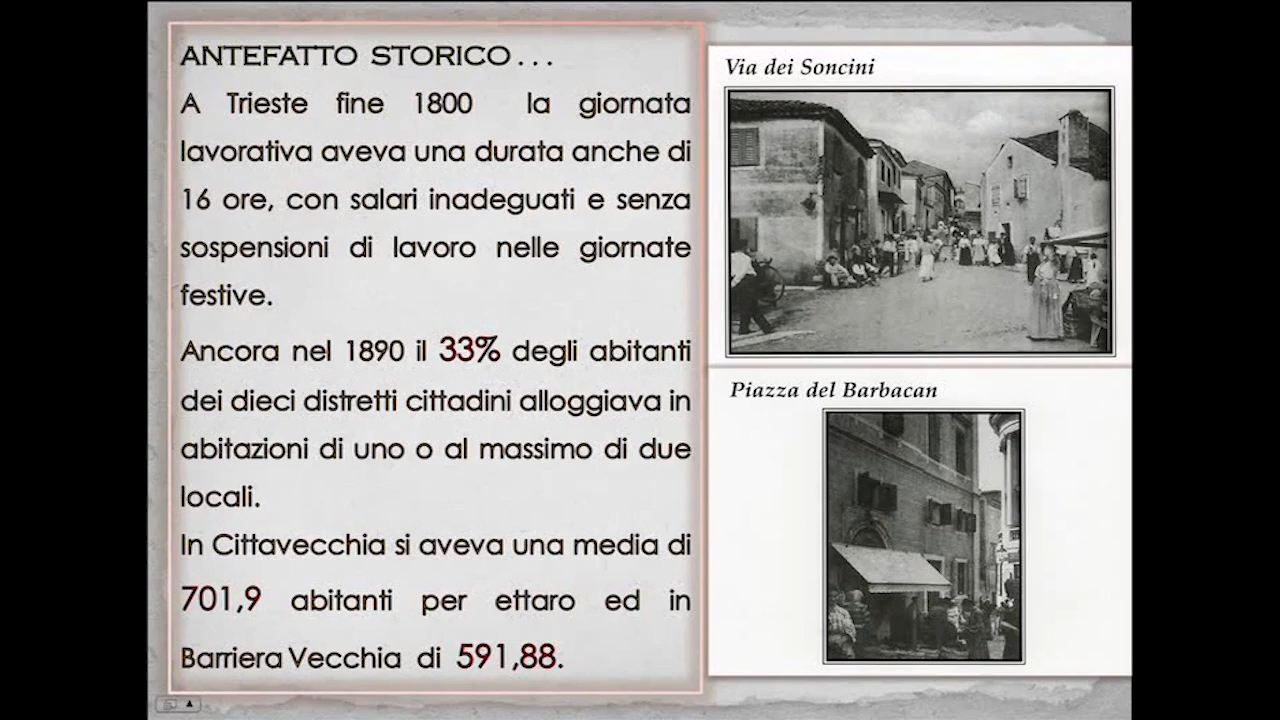 ANTEFATTO STORICO...
A Trieste fine 1800 la giornata
lavorativa aveva una durata anche di
16 ore, con salari inadeguati e senza
sospensioni di lavoro nelle giornate
festive.
Ancora nel 1890 il 33% degli abitanti
dei dieci distretti cittadini alloggiava in
abitazioni di uno o al massimo di due
locali.
In Cittavecchia si aveva una media di
701,9 abitanti per ettaro ed in
Barriera Vecchia di 591,88.
Via dei Soncini
Piazza del Barbacan